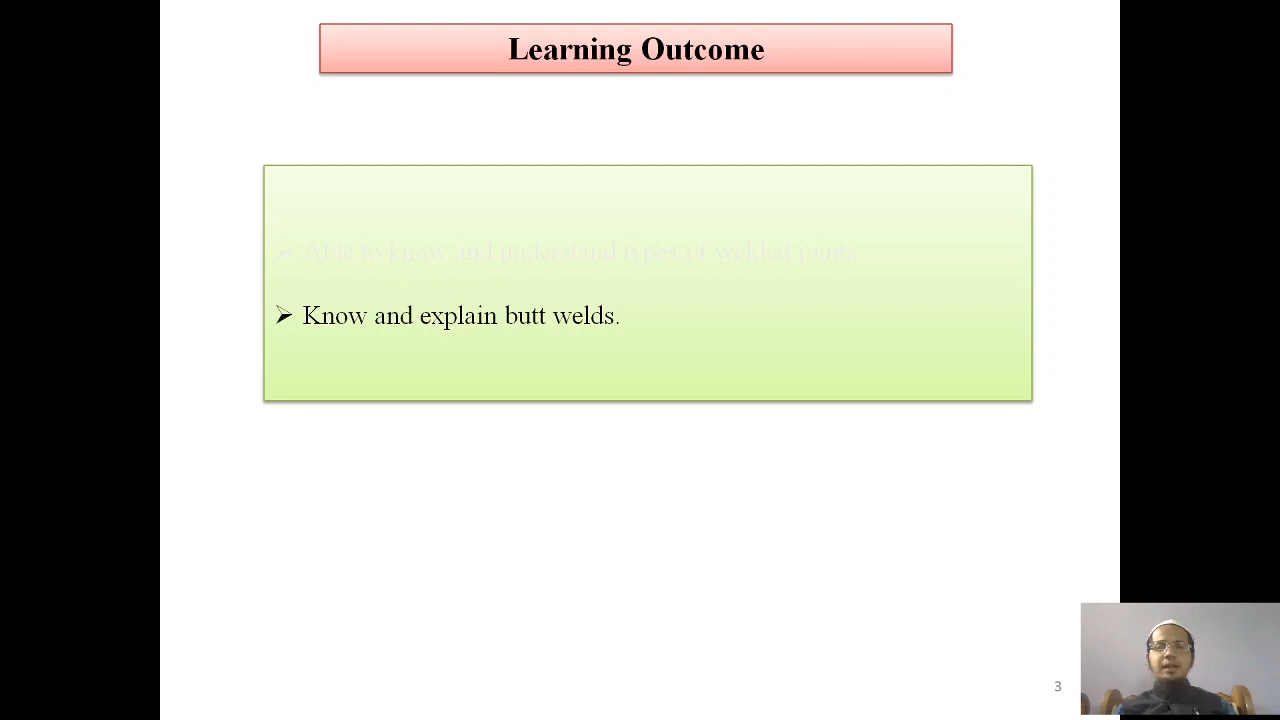 Learning Outcome
➢ Able to know and understand types of welded joints.
➢ Know and explain butt welds.
3